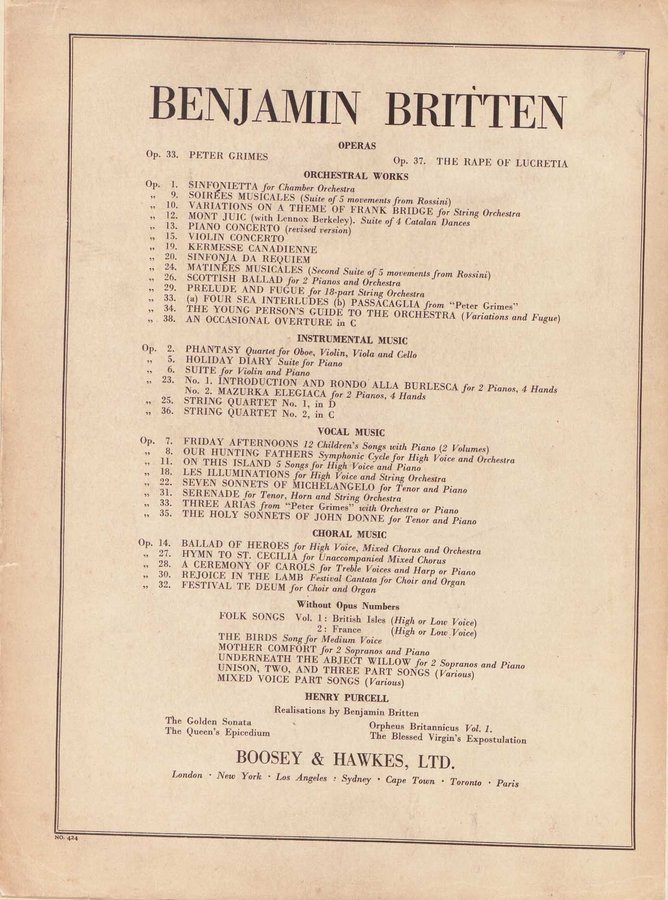 BENJAMIN BRITTEN
OPERAS
Op. 33. PETER GRIMES Op. 37. THE RAPE OF LUCRETIA
ORCHESTRAL WORKS
Op. 1. SINFONIETTA for Chamber Orchestra
„ 9. SOIRÉES MUSICALES (Suite of 5 movements from Rossini)
„ 10. VARIATIONS ON A THEME OF FRANK BRIDGE for String Orchestra
„ 12. MONT JUIC (with Lennox Berkeley). Suite of 4 Catalan Dances
„ 13. PIANO CONCERTO (revised version)
„ 15. VIOLIN CONCERTO
„ 19. KERMESSE CANADIENNE
„ 20. SINFONIA DA REQUIEM
„ 24. MATINÉES MUSICALES (Second Suite of 5 movements from Rossini)
„ 26. SCOTTISH BALLAD for 2 Pianos and Orchestra
„ 29. PRELUDE AND FUGUE for 18-part String Orchestra
„ 33. (a) FOUR SEA INTERLUDES (b) PASSACAGLIA from "Peter Grimes"
„ 34. THE YOUNG PERSON'S GUIDE TO THE ORCHESTRA (Variations and Fugue)
„ 38. AN OCCASIONAL OVERTURE in C
INSTRUMENTAL MUSIC
Op. 2. PHANTASY Quartet for Oboe, Violin, Viola and Cello
„ 5. HOLIDAY DIARY Suite for Piano
„ 6. SUITE for Violin and Piano
„ 23. No. 1. INTRODUCTION AND RONDO ALLA BURLESCA for 2 Pianos, 4 Hands
No. 2. MAZURKA ELEGIACA for 2 Pianos, 4 Hands
„ 25. STRING QUARTET No. 1, in D
„ 36. STRING QUARTET No. 2, in C
VOCAL MUSIC
Op. 7. FRIDAY AFTERNOONS 12 Children's Songs with Piano (2 Volumes)
„ 8. OUR HUNTING FATHERS Symphonic Cycle for High Voice and Orchestra
„ 11. ON THIS ISLAND 5 Songs for High Voice and Piano
„ 18. LES ILLUMINATIONS for High Voice and String Orchestra
„ 22. SEVEN SONNETS OF MICHELANGELO for Tenor and Piano
„ 31. SERENADE for Tenor, Horn and String Orchestra
„ 33. THREE ARIAS from "Peter Grimes" with Orchestra or Piano
„ 35. THE HOLY SONNETS OF JOHN DONNE for Tenor and Piano
CHORAL MUSIC
Op. 14. BALLAD OF HEROES for High Voice, Mixed Chorus and Orchestra
„ 27. HYMN TO ST. CECILIA for Unaccompanied Mixed Chorus
„ 28. A CEREMONY OF CAROLS for Treble Voices and Harp or Piano
„ 30. REJOICE IN THE LAMB Festival Cantata for Choir and Organ
„ 32. FESTIVAL TE DEUM for Choir and Organ
Without Opus Numbers
FOLK SONGS Vol. 1: British Isles (High or Low Voice)
2: France (High or Low Voice)
THE BIRDS Song for Medium Voice
MOTHER COMFORT for 2 Sopranos and Piano
UNDERNEATH THE ABJECT WILLOW for 2 Sopranos and Piano
UNISON, TWO, AND THREE PART SONGS (Various)
MIXED VOICE PART SONGS (Various)
HENRY PURCELL
Realisations by Benjamin Britten
The Golden Sonata Orpheus Britannicus Vol. 1.
The Queen's Epicedium The Blessed Virgin's Expostulation
BOOSEY & HAWKES, LTD.
London · New York · Los Angeles : Sydney · Cape Town · Toronto · Paris
NO. 424